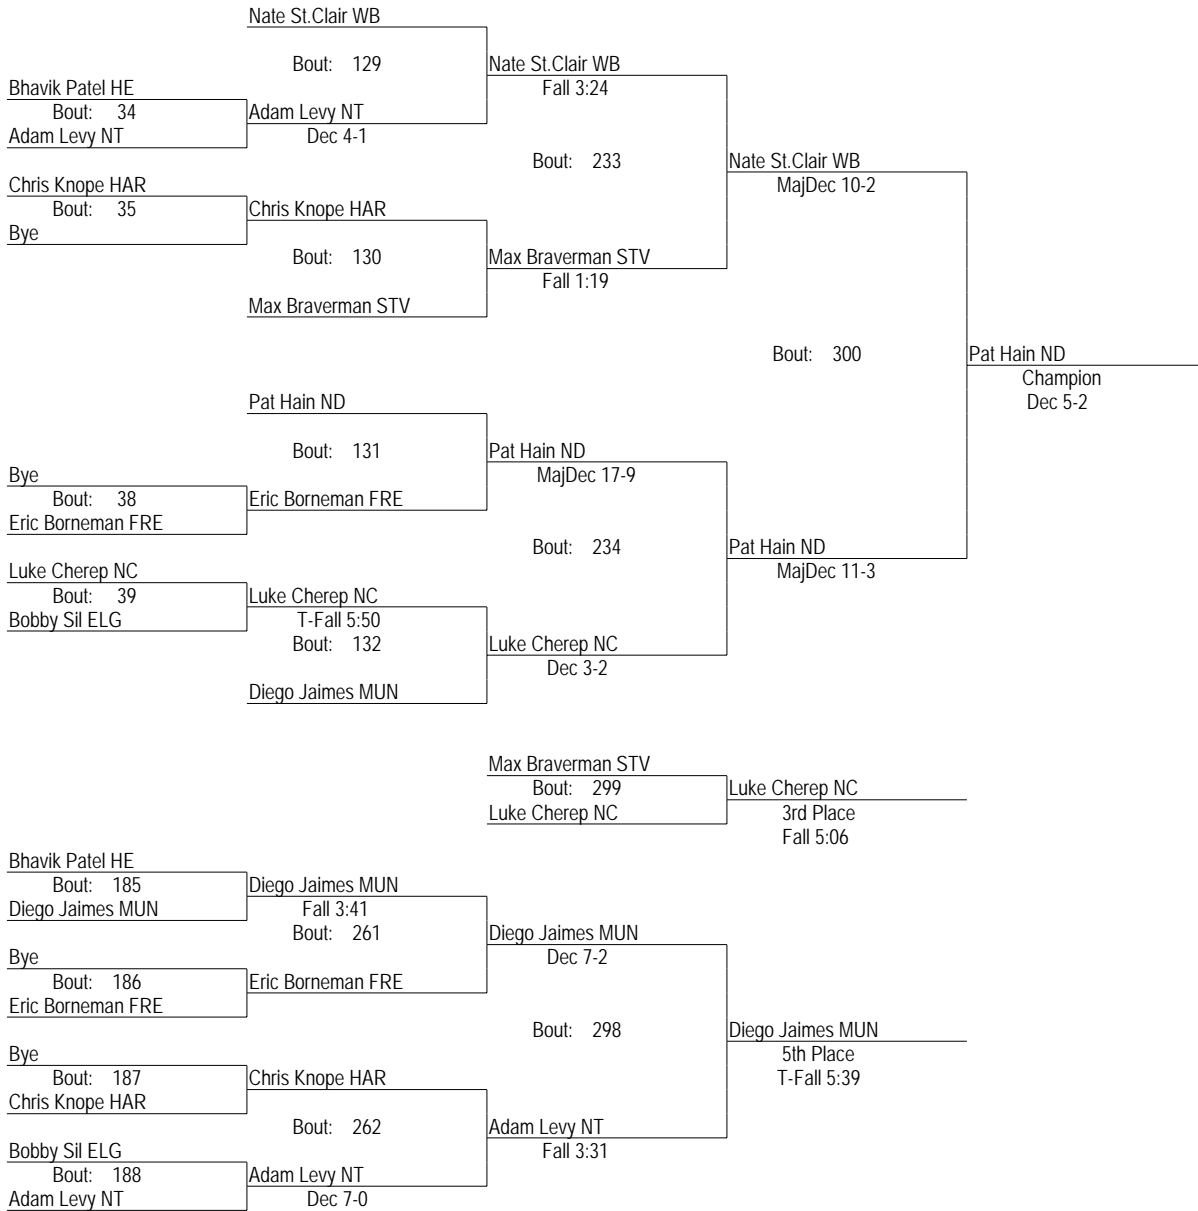 Nate St.Clair WB
Bout: 129
Nate St.Clair WB
Bhavik Patel HE
Fall 3:24
Bout: 34
Adam Levy NT
Adam Levy NT
Dec 4-1
Bout: 233
Nate St.Clair WB
Chris Knope HAR
MajDec 10-2
Bout: 35
Chris Knope HAR
Bye
Bout: 130
Max Braverman STV
Fall 1:19
Max Braverman STV
Bout: 300
Pat Hain ND
Champion
Dec 5-2
Pat Hain ND
Bout: 131
Pat Hain ND
Bye
MajDec 17-9
Bout: 38
Eric Borneman FRE
Eric Borneman FRE
Bout: 234
Pat Hain ND
Luke Cherep NC
MajDec 11-3
Bout: 39
Luke Cherep NC
Bobby Sil ELG
T-Fall 5:50
Bout: 132
Luke Cherep NC
Dec 3-2
Diego Jaimes MUN
Max Braverman STV
Bout: 299
Luke Cherep NC
Luke Cherep NC
3rd Place
Fall 5:06
Bhavik Patel HE
Bout: 185
Diego Jaimes MUN
Diego Jaimes MUN
Fall 3:41
Bout: 261
Diego Jaimes MUN
Bye
Dec 7-2
Bout: 186
Eric Borneman FRE
Eric Borneman FRE
Bout: 298
Diego Jaimes MUN
Bye
5th Place
Bout: 187
Chris Knope HAR
T-Fall 5:39
Chris Knope HAR
Bout: 262
Adam Levy NT
Bobby Sil ELG
Fall 3:31
Bout: 188
Adam Levy NT
Adam Levy NT
Dec 7-0